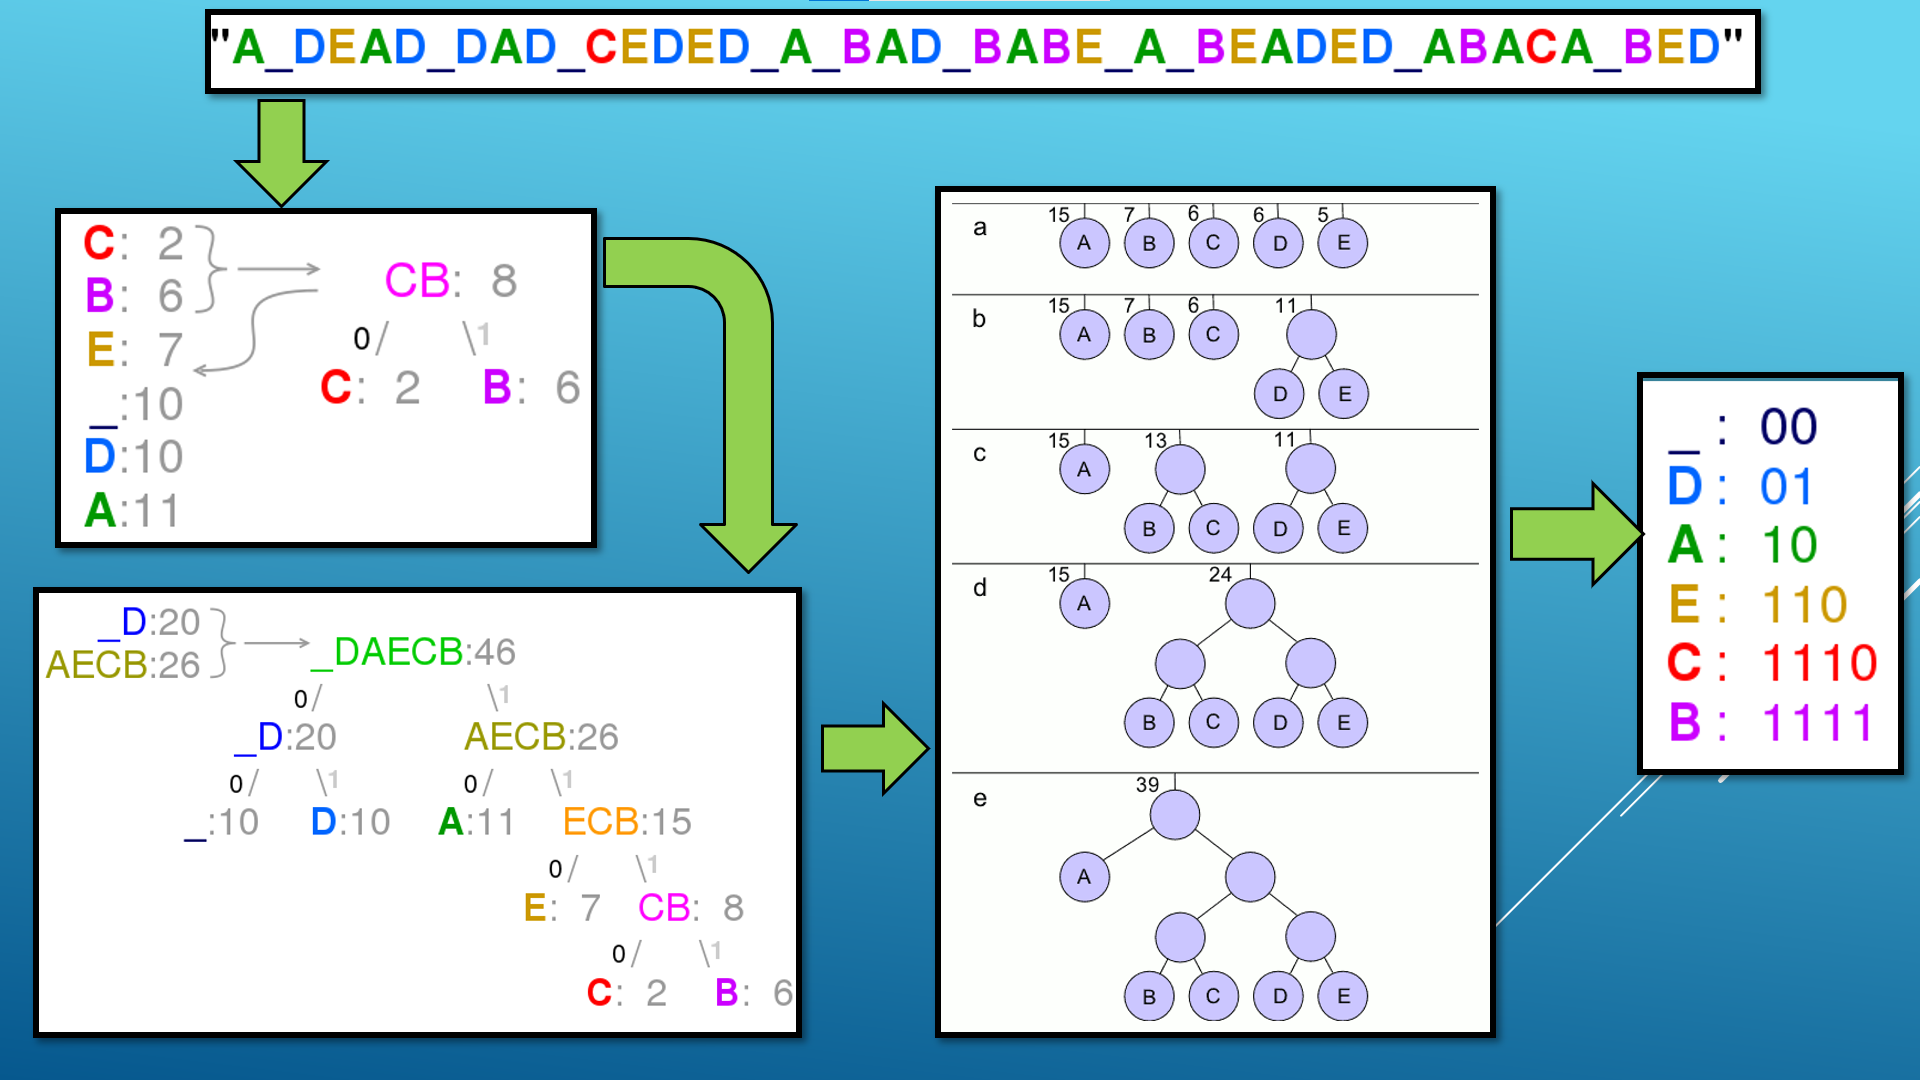 "A_DEAD_DAD_CEDED_A_BAD_BABE_A_BEADED_ABACA_BED"
C: 2
B: 6
E: 7
_:10
D:10
A:11
CB: 8
0/ \1
C: 2 B: 6
_D:20
AECB:26
_DAECB:46
0/ \1
_D:20 AECB:26
0/ \1 0/ \1
_:10 D:10 A:11 ECB:15
0/ \1
E: 7 CB: 8
0/ \1
C: 2 B: 6
a
15 7 6 6 5
A B C D E
b
15 7 6 11
A B C
D E
c
15 13 11
A
B C D E
d
15 24
A
B C D E
e
39
A
B C D E
_ : 00
D : 01
A : 10
E : 110
C : 1110
B : 1111